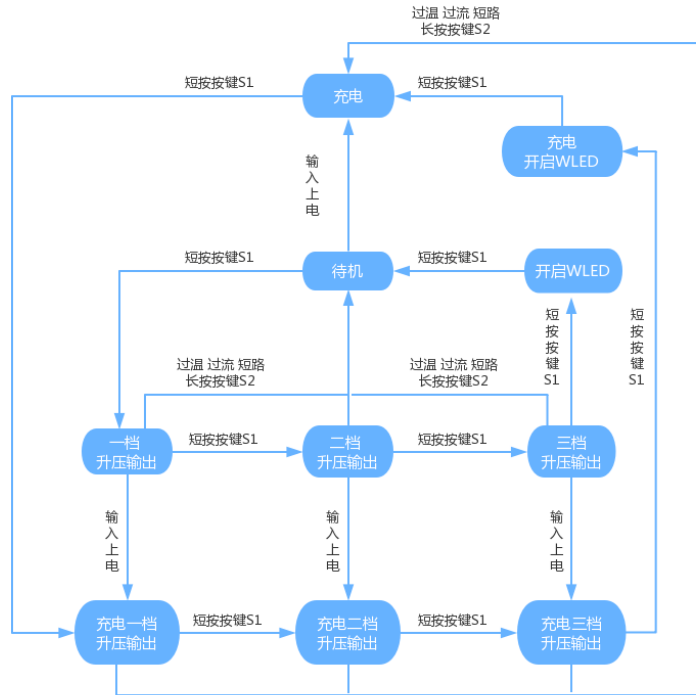 过温 过流 短路
长按按键S2
短按按键S1
充电
短按按键S1
充电
开启WLED
输入上电
短按按键S1
待机
短按按键S1
开启WLED
短按按键S1
短按按键S1
过温 过流 短路
长按按键S2
过温 过流 短路
长按按键S2
一档
升压输出
短按按键S1
二档
升压输出
短按按键S1
三档
升压输出
输入上电
输入上电
输入上电
充电一档
升压输出
短按按键S1
充电二档
升压输出
短按按键S1
充电三档
升压输出